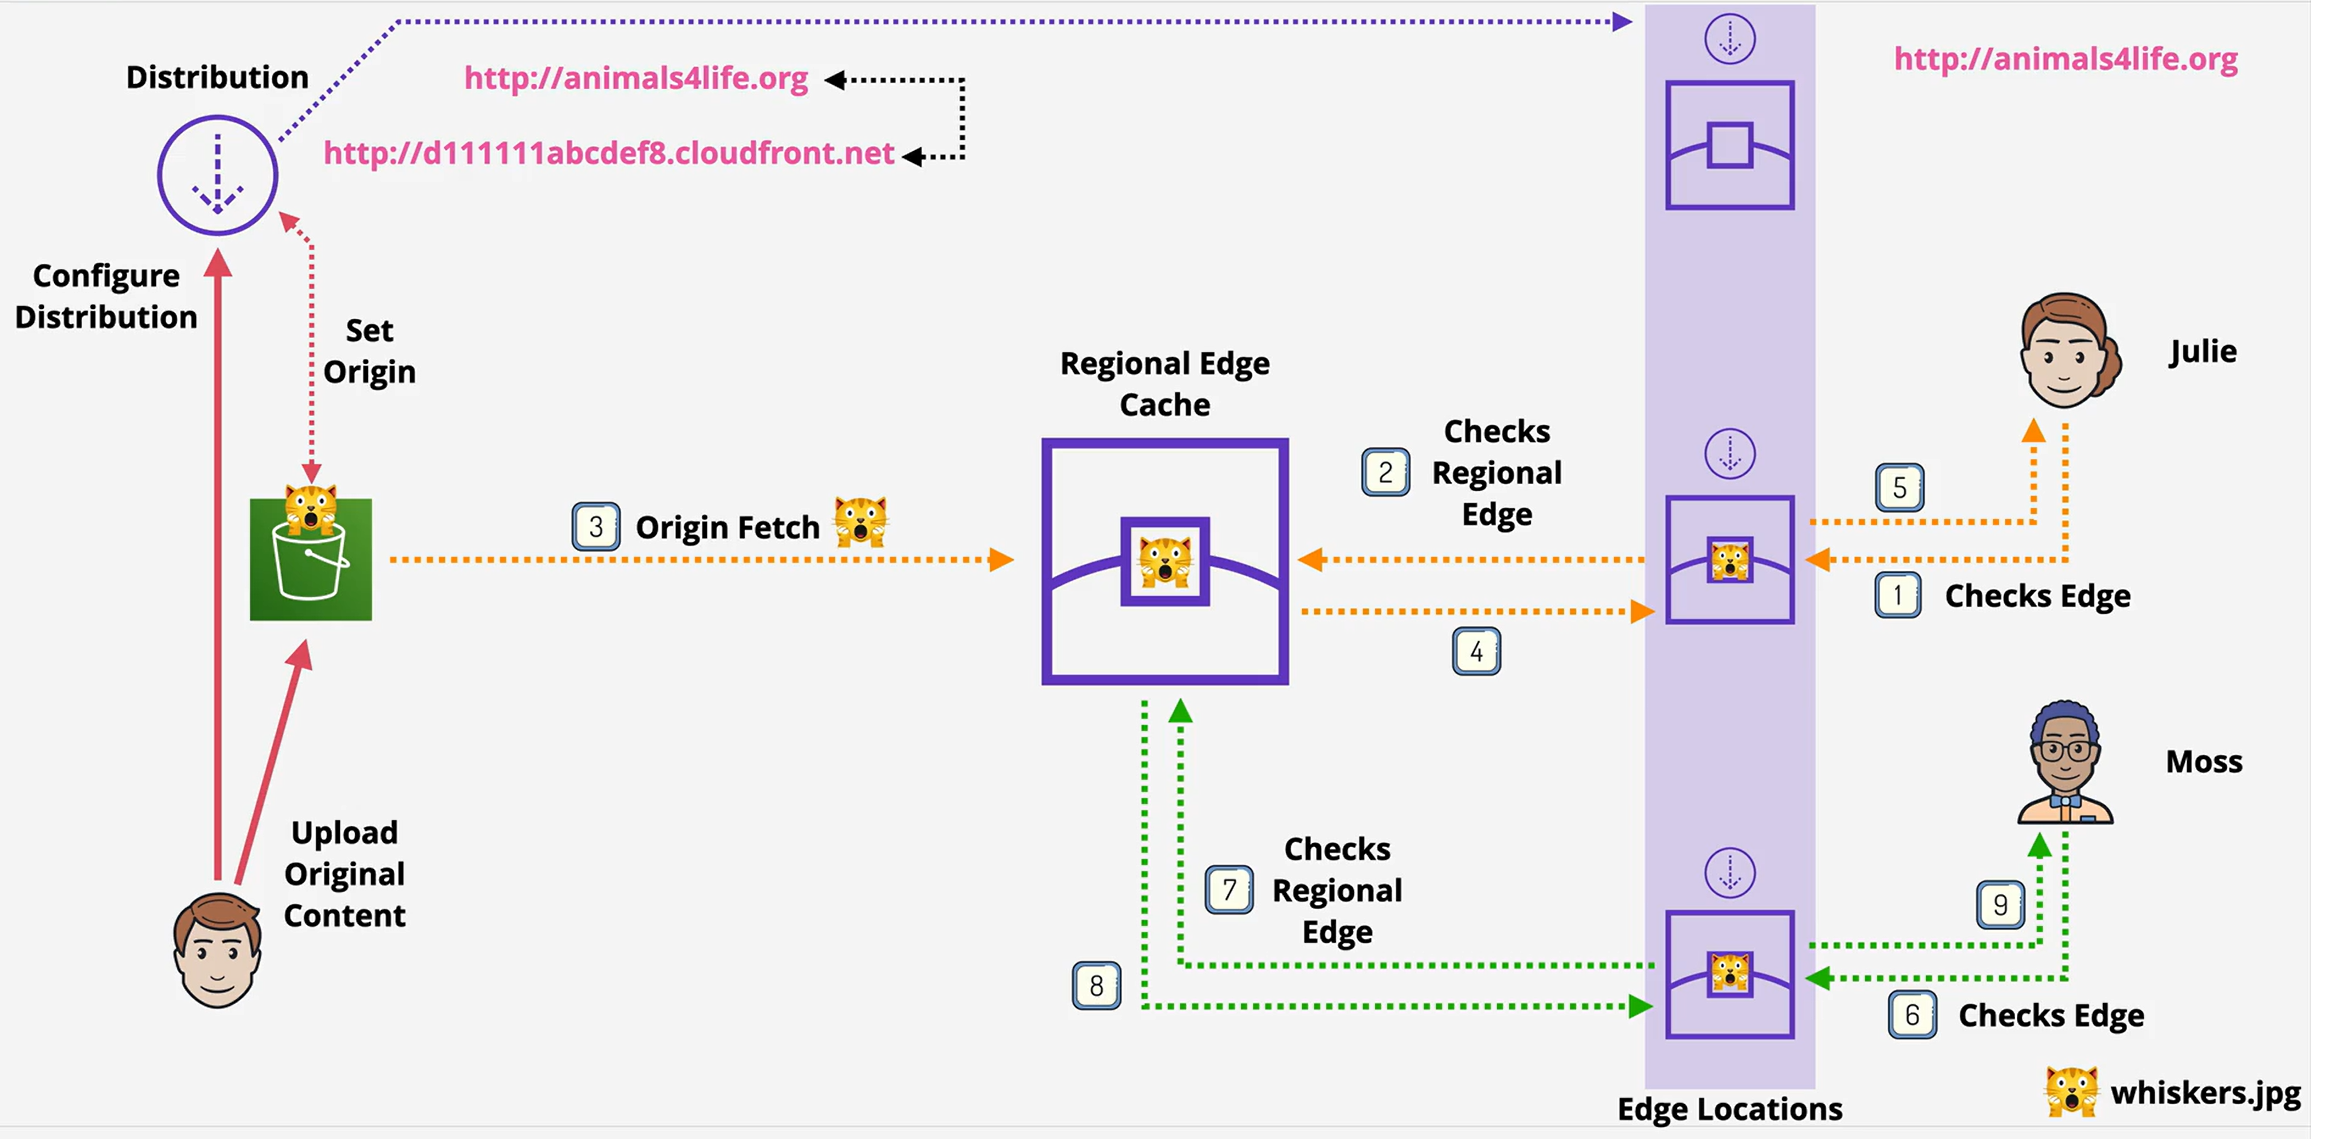 Distribution
http://animals4life.org
http://d111111abcdef8.cloudfront.net
http://animals4life.org
Configure
Distribution
Set
Origin
3
Origin Fetch
Regional Edge
Cache
2
Checks
Regional
Edge
4
5
Julie
1
Checks Edge
Upload
Original
Content
7
Checks
Regional
Edge
8
Moss
9
6
Checks Edge
whiskers.jpg
Edge Locations